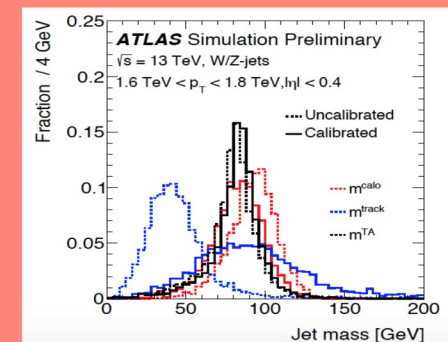 Fraction / 4 GeV
0.25
0.2
0.15
0.1
0.05
0
ATLAS Simulation Preliminary
√s = 13 TeV, W/Z-jets
1.6 TeV < pT < 1.8 TeV,|η| < 0.4
Uncalibrated
Calibrated
mcalo
mtrack
mTA
0 50 100 150 200
Jet mass [GeV]